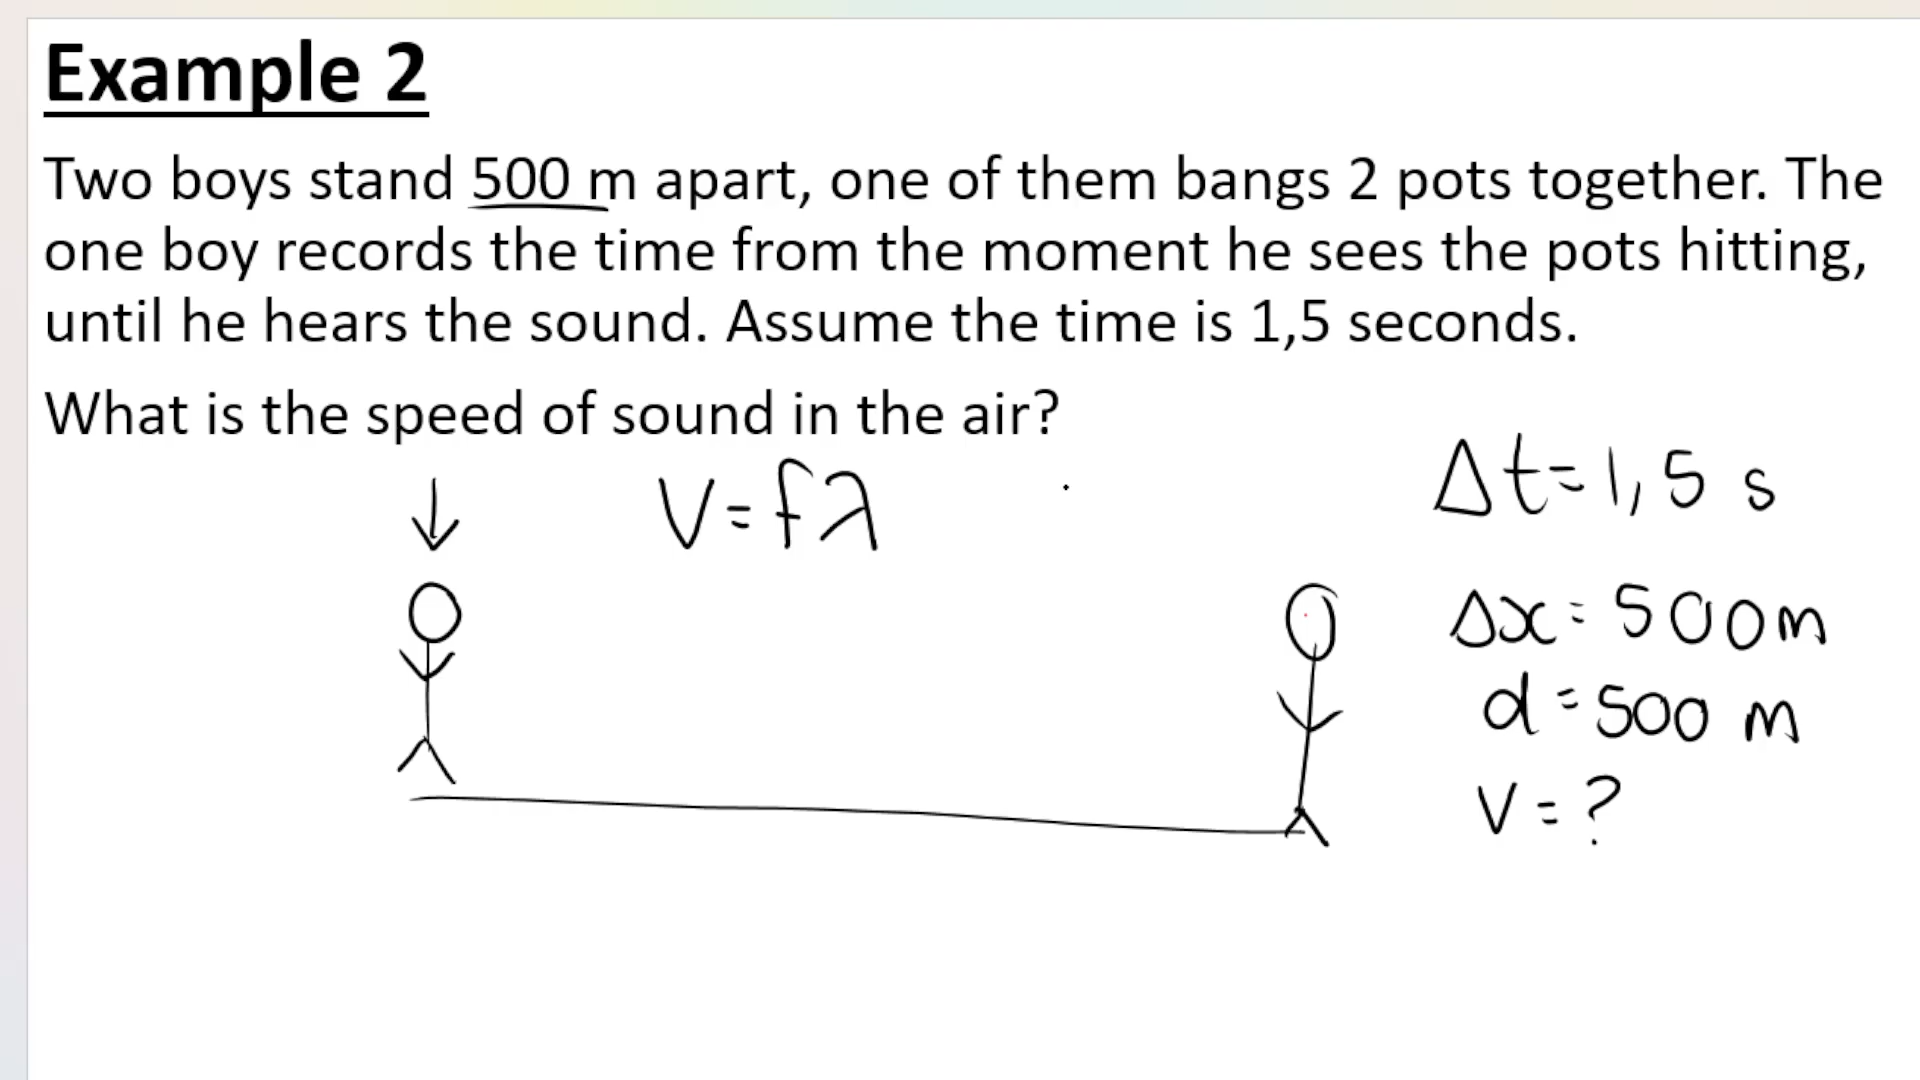 Example 2
Two boys stand 500 m apart, one of them bangs 2 pots together. The
one boy records the time from the moment he sees the pots hitting,
until he hears the sound. Assume the time is 1,5 seconds.
What is the speed of sound in the air?
V = fλ
Δt = 1,5 s
Δx = 500m
d = 500 m
V = ?